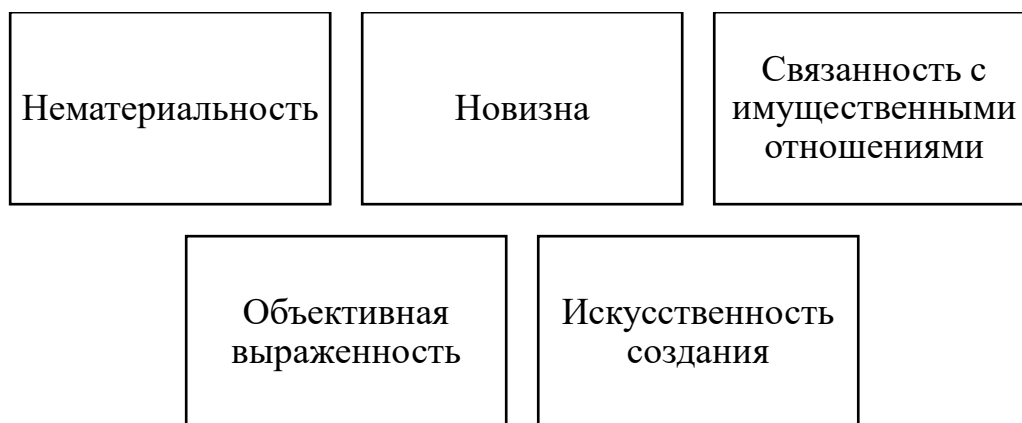 Нематериальность
Новизна
Связанность с
имущественными
отношениями
Объективная
выраженность
Искусственность
создания